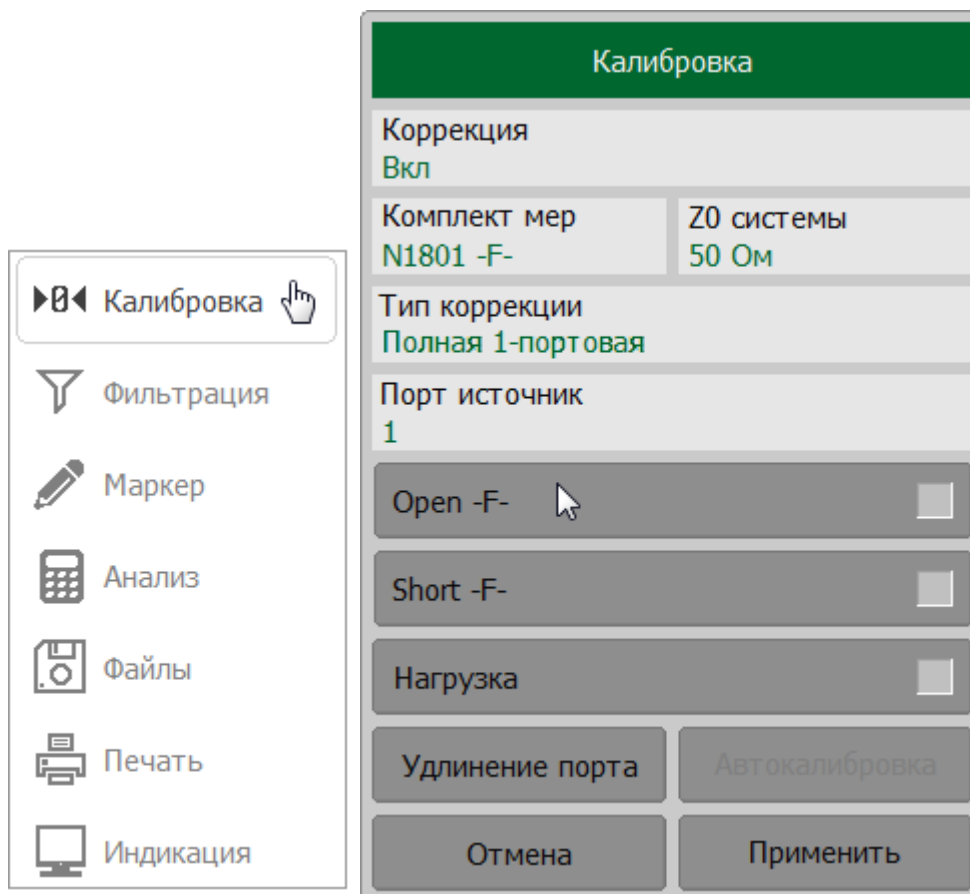 Калибровка
Фильтрация
Маркер
Анализ
Файлы
Печать
Индикация
Калибровка
Коррекция
Вкл
Комплект мер
N1801 -F-
Z0 системы
50 Ом
Тип коррекции
Полная 1-портовая
Порт источник
1
Open -F-
Short -F-
Нагрузка
Удлинение порта
Автокалибровка
Отмена
Применить